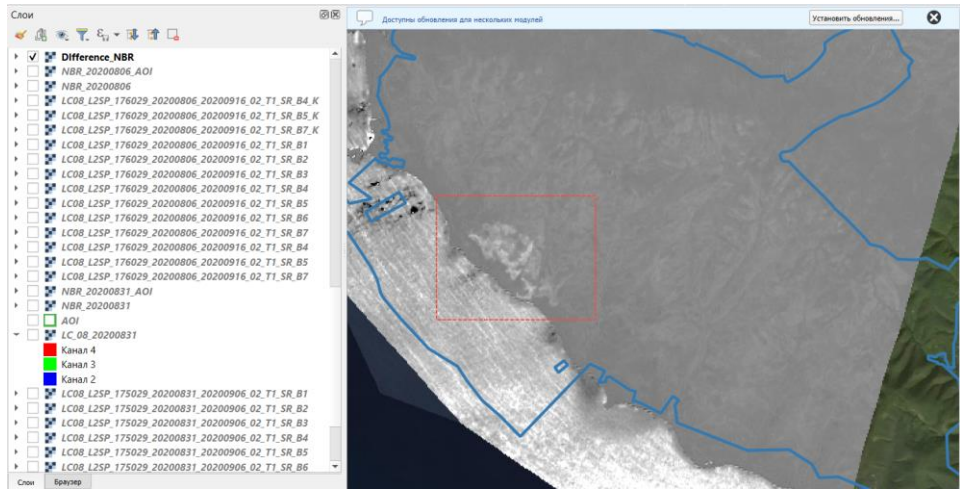 Слои
Доступны обновления для нескольких модулей
Установить обновления...
DIfference_NBR
NBR_20200806_AOI
NBR_20200806
LC08_L2SP_176029_20200806_20200916_02_T1_SR_B4_K
LC08_L2SP_176029_20200806_20200916_02_T1_SR_B5_K
LC08_L2SP_176029_20200806_20200916_02_T1_SR_B7_K
LC08_L2SP_176029_20200806_20200916_02_T1_SR_B1
LC08_L2SP_176029_20200806_20200916_02_T1_SR_B2
LC08_L2SP_176029_20200806_20200916_02_T1_SR_B3
LC08_L2SP_176029_20200806_20200916_02_T1_SR_B4
LC08_L2SP_176029_20200806_20200916_02_T1_SR_B5
LC08_L2SP_176029_20200806_20200916_02_T1_SR_B6
LC08_L2SP_176029_20200806_20200916_02_T1_SR_B7
LC08_L2SP_176029_20200806_20200916_02_T1_SR_B4
LC08_L2SP_176029_20200806_20200916_02_T1_SR_B5
LC08_L2SP_176029_20200806_20200916_02_T1_SR_B7
NBR_20200831_AOI
NBR_20200831
AOI
LC_08_20200831
Канал 4
Канал 3
Канал 2
LC08_L2SP_175029_20200831_20200906_02_T1_SR_B1
LC08_L2SP_175029_20200831_20200906_02_T1_SR_B2
LC08_L2SP_175029_20200831_20200906_02_T1_SR_B3
LC08_L2SP_175029_20200831_20200906_02_T1_SR_B4
LC08_L2SP_175029_20200831_20200906_02_T1_SR_B5
LC08_L2SP_175029_20200831_20200906_02_T1_SR_B6
Слои
Браузер